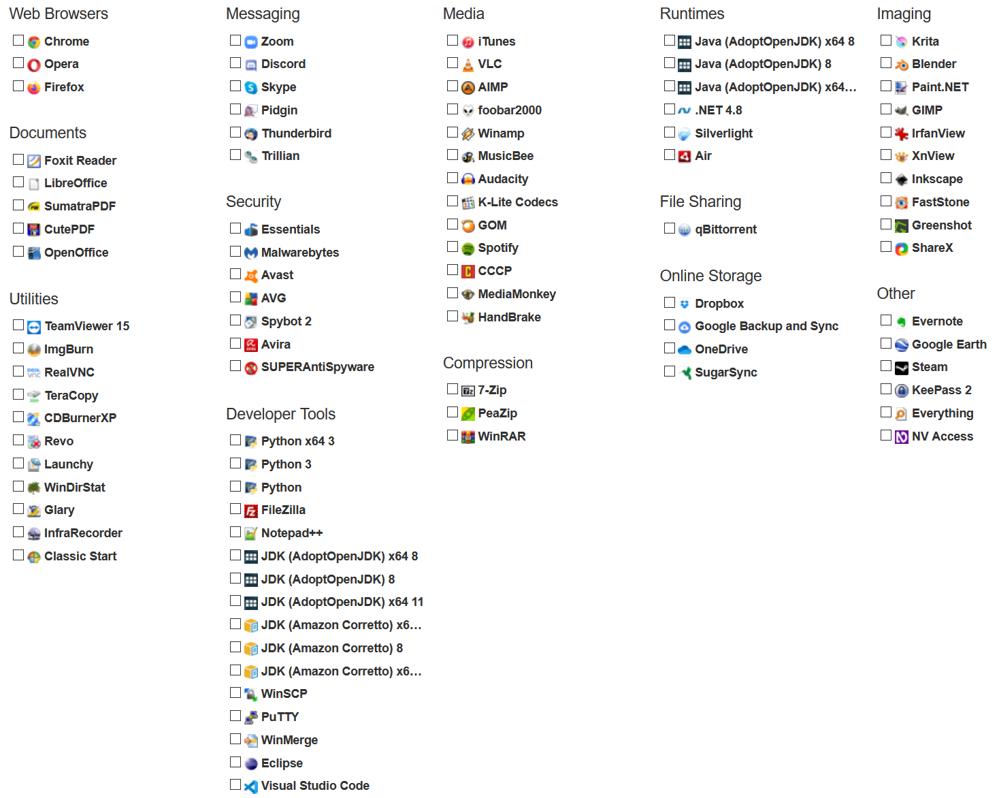 Web Browsers
Chrome
Opera
Firefox
Documents
Foxit Reader
LibreOffice
SumatraPDF
CutePDF
OpenOffice
Utilities
TeamViewer 15
ImgBurn
RealVNC
TeraCopy
CDBurnerXP
Revo
Launchy
WinDirStat
Glary
InfraRecorder
Classic Start
Messaging
Zoom
Discord
Skype
Pidgin
Thunderbird
Trillian
Security
Essentials
Malwarebytes
Avast
AVG
Spybot 2
Avira
SUPERAntiSpyware
Developer Tools
Python x64 3
Python 3
Python
FileZilla
Notepad++
JDK (AdoptOpenJDK) x64 8
JDK (AdoptOpenJDK) 8
JDK (AdoptOpenJDK) x64 11
JDK (Amazon Corretto) x6...
JDK (Amazon Corretto) 8
JDK (Amazon Corretto) x6...
WinSCP
PuTTY
WinMerge
Eclipse
Visual Studio Code
Media
iTunes
VLC
AIMP
foobar2000
Winamp
MusicBee
Audacity
K-Lite Codecs
GOM
Spotify
CCCP
MediaMonkey
HandBrake
Compression
7-Zip
PeaZip
WinRAR
Runtimes
Java (AdoptOpenJDK) x64 8
Java (AdoptOpenJDK) 8
Java (AdoptOpenJDK) x64...
.NET 4.8
Silverlight
Air
File Sharing
qBittorrent
Online Storage
Dropbox
Google Backup and Sync
OneDrive
SugarSync
Imaging
Krita
Blender
Paint.NET
GIMP
IrfanView
XnView
Inkscape
FastStone
Greenshot
ShareX
Other
Evernote
Google Earth
Steam
KeePass 2
Everything
NV Access